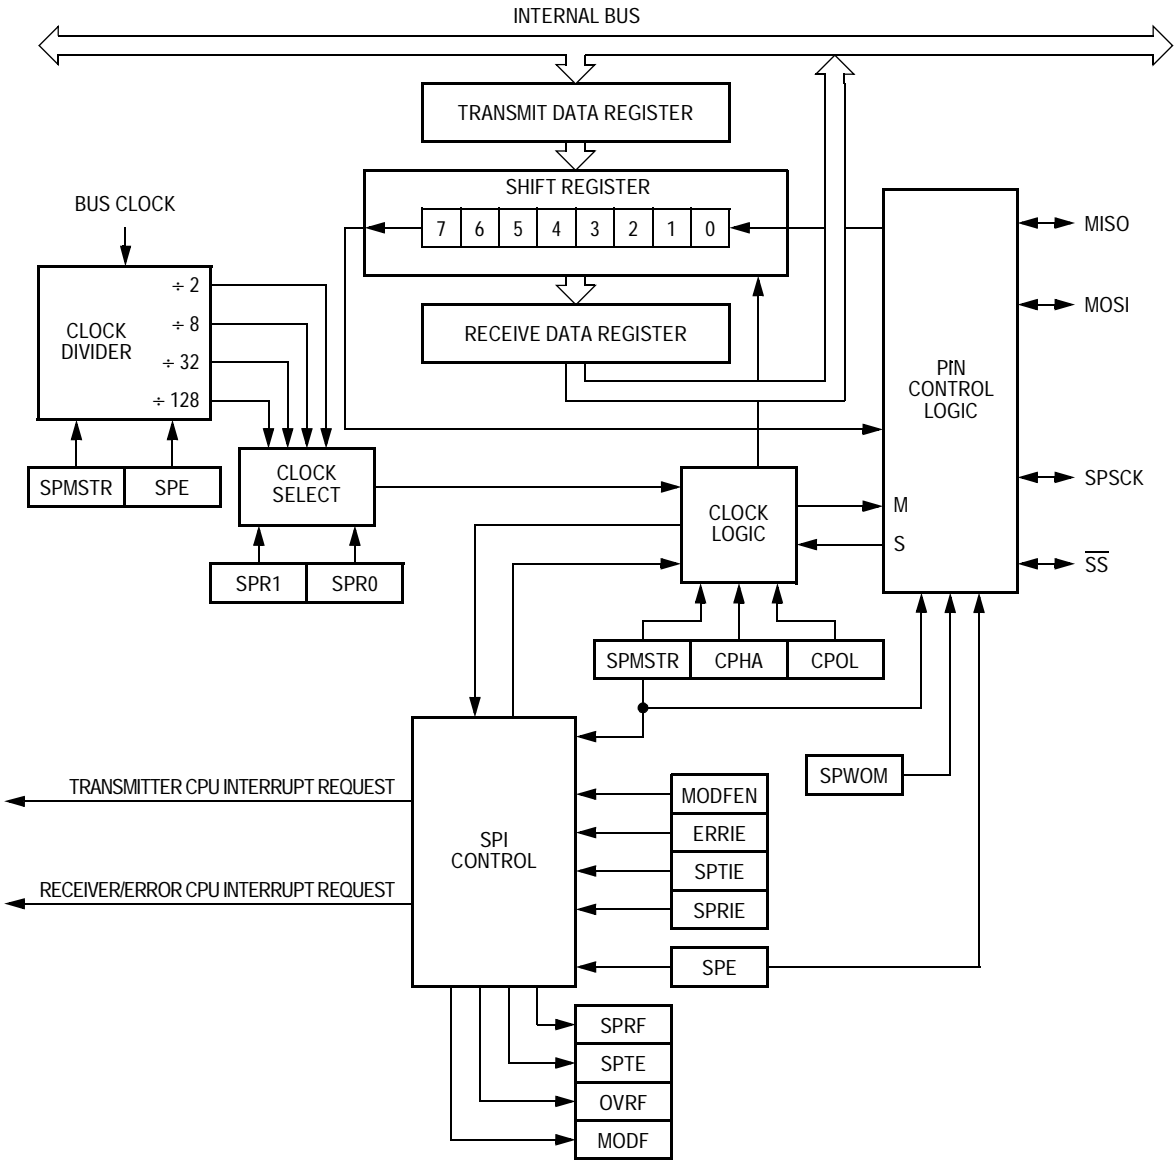 INTERNAL BUS
TRANSMIT DATA REGISTER
SHIFT REGISTER
7 6 5 4 3 2 1 0
RECEIVE DATA REGISTER
BUS CLOCK
CLOCK
DIVIDER
÷ 2
÷ 8
÷ 32
÷ 128
SPMSTR SPE
CLOCK
SELECT
SPR1 SPR0
CLOCK
LOGIC
SPMSTR CPHA CPOL
PIN
CONTROL
LOGIC
M
S
MISO
MOSI
SPSCK
S̅S̅
SPWOM
TRANSMITTER CPU INTERRUPT REQUEST
RECEIVER/ERROR CPU INTERRUPT REQUEST
SPI
CONTROL
MODFEN
ERRIE
SPTIE
SPRIE
SPE
SPRF
SPTE
OVRF
MODF